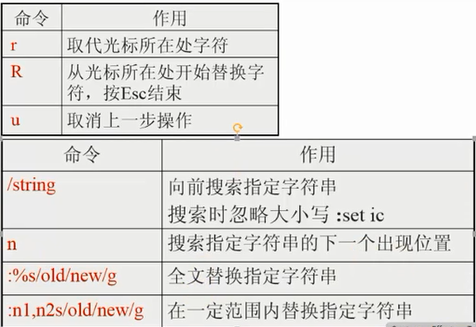 命令 作用
r 取代光标所在处字符
R 从光标所在处开始替换字
符，按Esc结束
u 取消上一步操作
命令 作用
/string 向前搜索指定字符串
搜索时忽略大小写 :set ic
n 搜索指定字符串的下一个出现位置
:%s/old/new/g 全文替换指定字符串
:n1,n2s/old/new/g 在一定范围内替换指定字符串